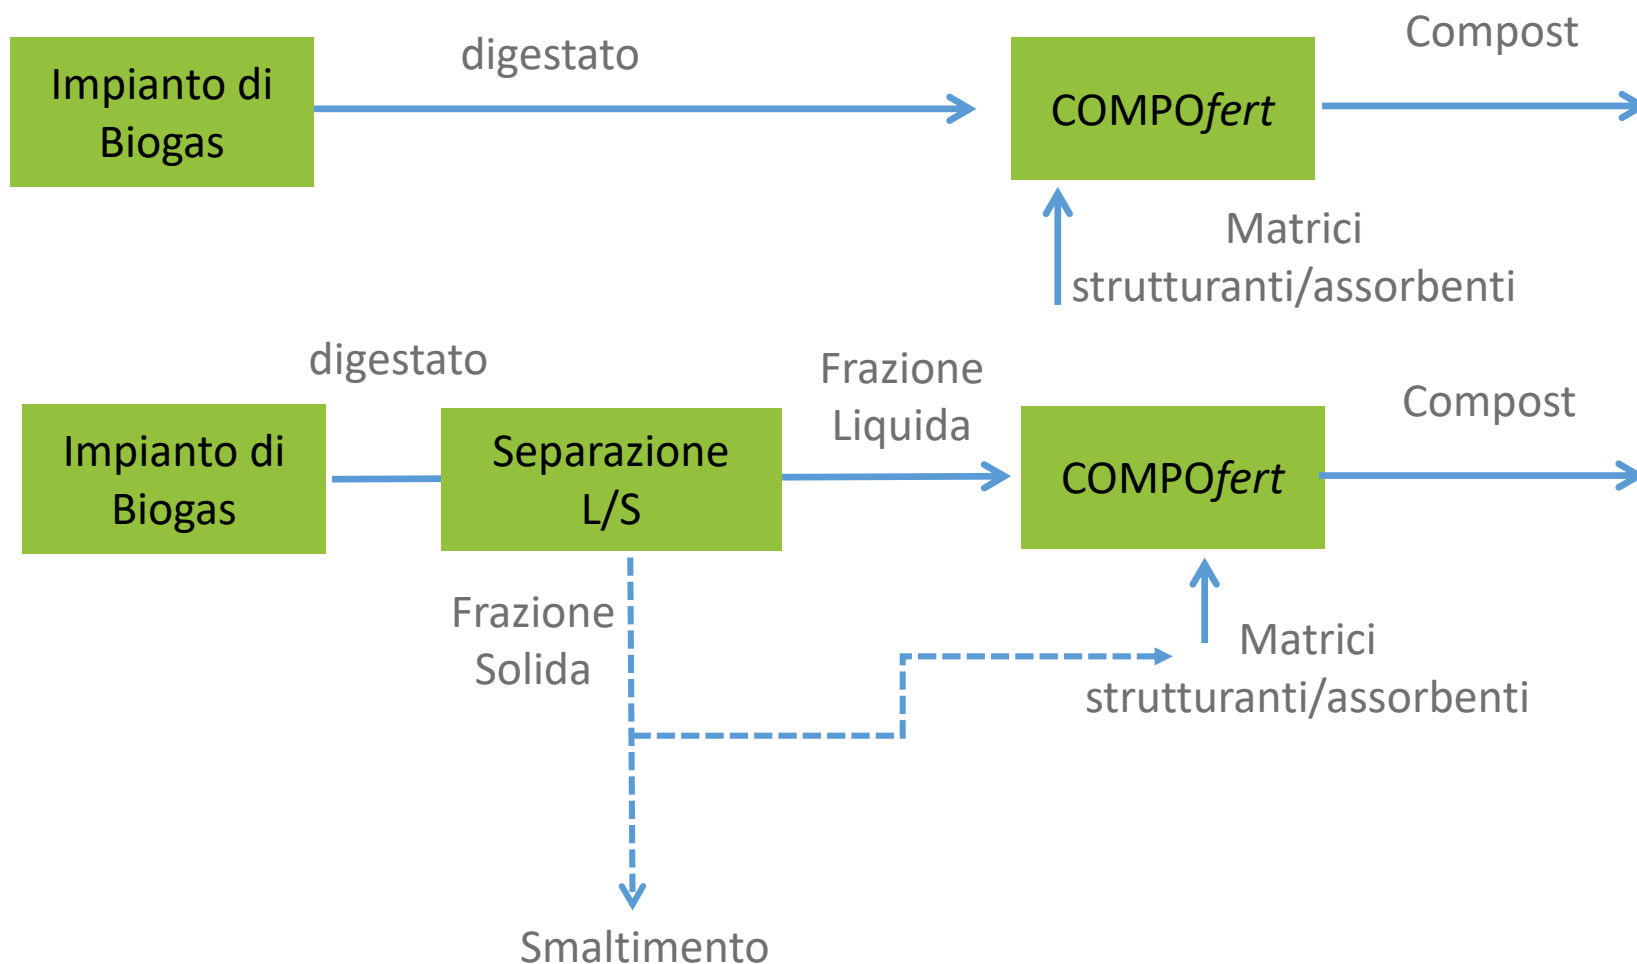 Impianto di
Biogas
digestato
COMPOfert
Compost
Matrici
strutturanti/assorbenti
Impianto di
Biogas
digestato
Separazione
L/S
Frazione
Liquida
COMPOfert
Compost
Frazione
Solida
Matrici
strutturanti/assorbenti
Smaltimento